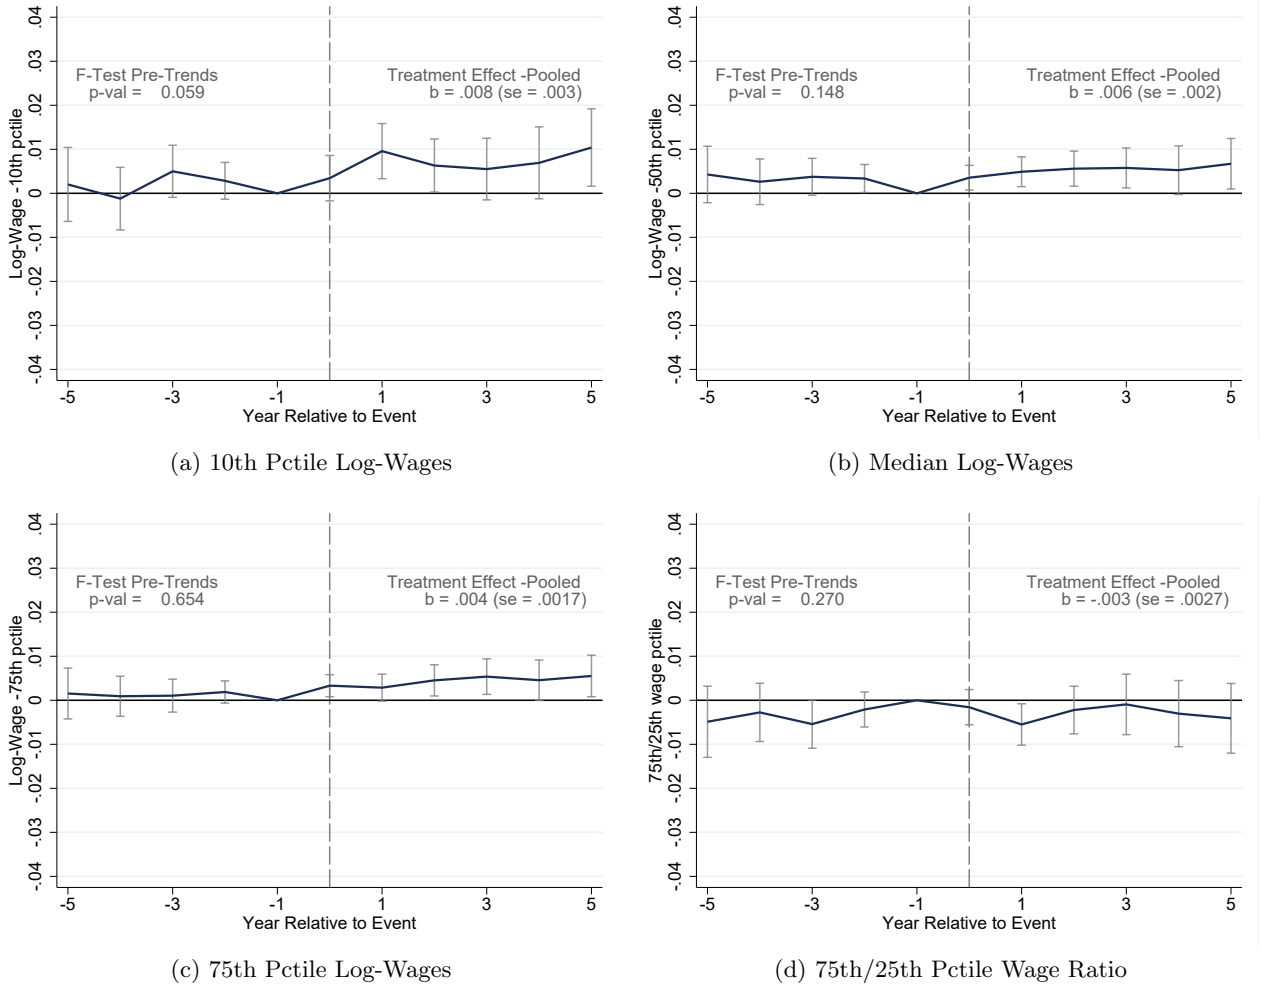 Log-Wage -10th pctile
.04
.03
.02
.01
0
-.01
-.02
-.03
-.04
F-Test Pre-Trends
p-val = 0.059
Treatment Effect -Pooled
b = .008 (se = .003)
-5 -3 -1 1 3 5
Year Relative to Event
(a) 10th Pctile Log-Wages
Log-Wage -50th pctile
.04
.03
.02
.01
0
-.01
-.02
-.03
-.04
F-Test Pre-Trends
p-val = 0.148
Treatment Effect -Pooled
b = .006 (se = .002)
-5 -3 -1 1 3 5
Year Relative to Event
(b) Median Log-Wages
Log-Wage -75th pctile
.04
.03
.02
.01
0
-.01
-.02
-.03
-.04
F-Test Pre-Trends
p-val = 0.654
Treatment Effect -Pooled
b = .004 (se = .0017)
-5 -3 -1 1 3 5
Year Relative to Event
(c) 75th Pctile Log-Wages
75th/25th wage pctile
.04
.03
.02
.01
0
-.01
-.02
-.03
-.04
F-Test Pre-Trends
p-val = 0.270
Treatment Effect -Pooled
b = -.003 (se = .0027)
-5 -3 -1 1 3 5
Year Relative to Event
(d) 75th/25th Pctile Wage Ratio